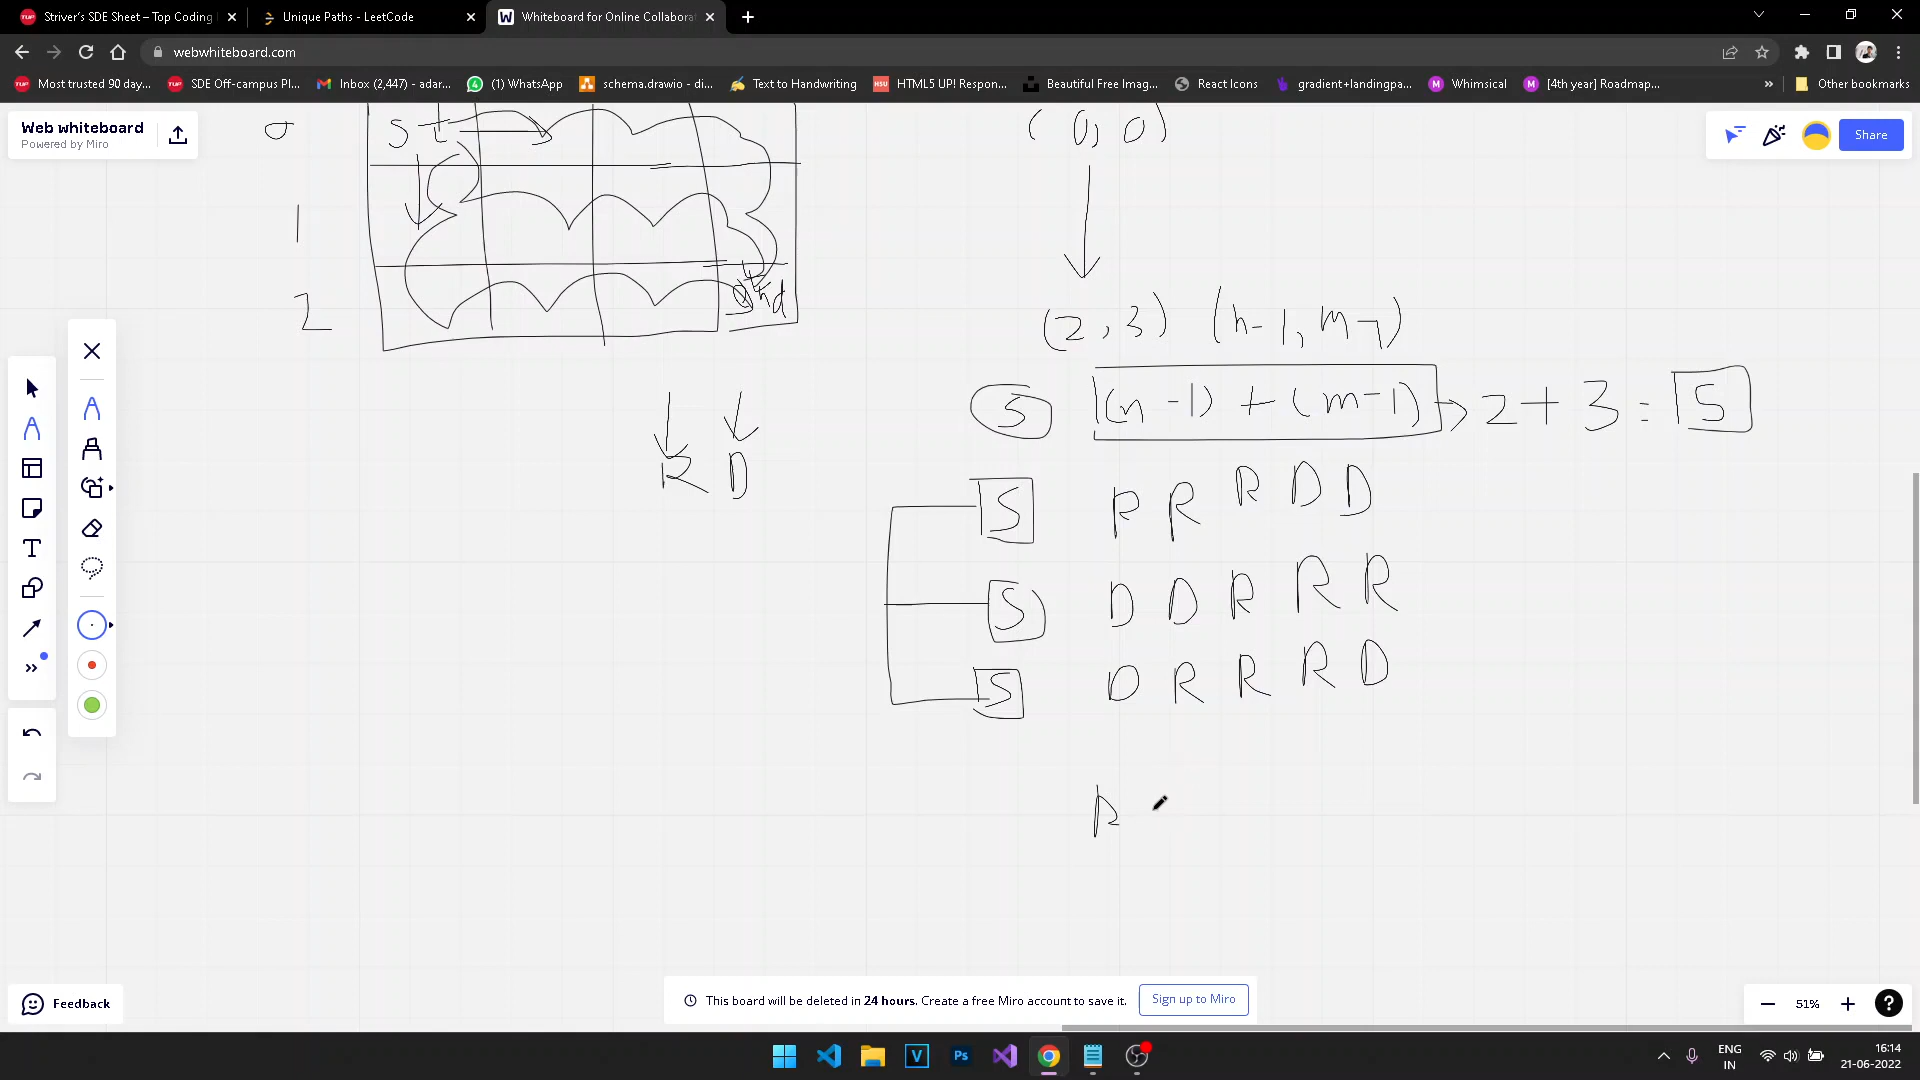 Striver's SDE Sheet – Top Coding
Unique Paths - LeetCode
Whiteboard for Online Collabora
webwhiteboard.com
Most trusted 90 day...
SDE Off-campus Pl...
Inbox (2,447) - adar...
(1) WhatsApp
schema.drawio - di...
Text to Handwriting
HTML5 UP! Respon...
Beautiful Free Imag...
React Icons
gradient+landingpa...
Whimsical
[4th year] Roadmap...
»
Other bookmarks
Web whiteboard
Powered by Miro
Share
0
st
(0,0)
1
2
end
(2,3) (n-1, m-1)
5 (n-1) + (m-1) → 2+3 = 5
R D
5 R R R D D
5 D D R R R
5 D R R R D
R
Feedback
This board will be deleted in 24 hours. Create a free Miro account to save it.
Sign up to Miro
51%
ENG
IN
16:14
21-06-2022